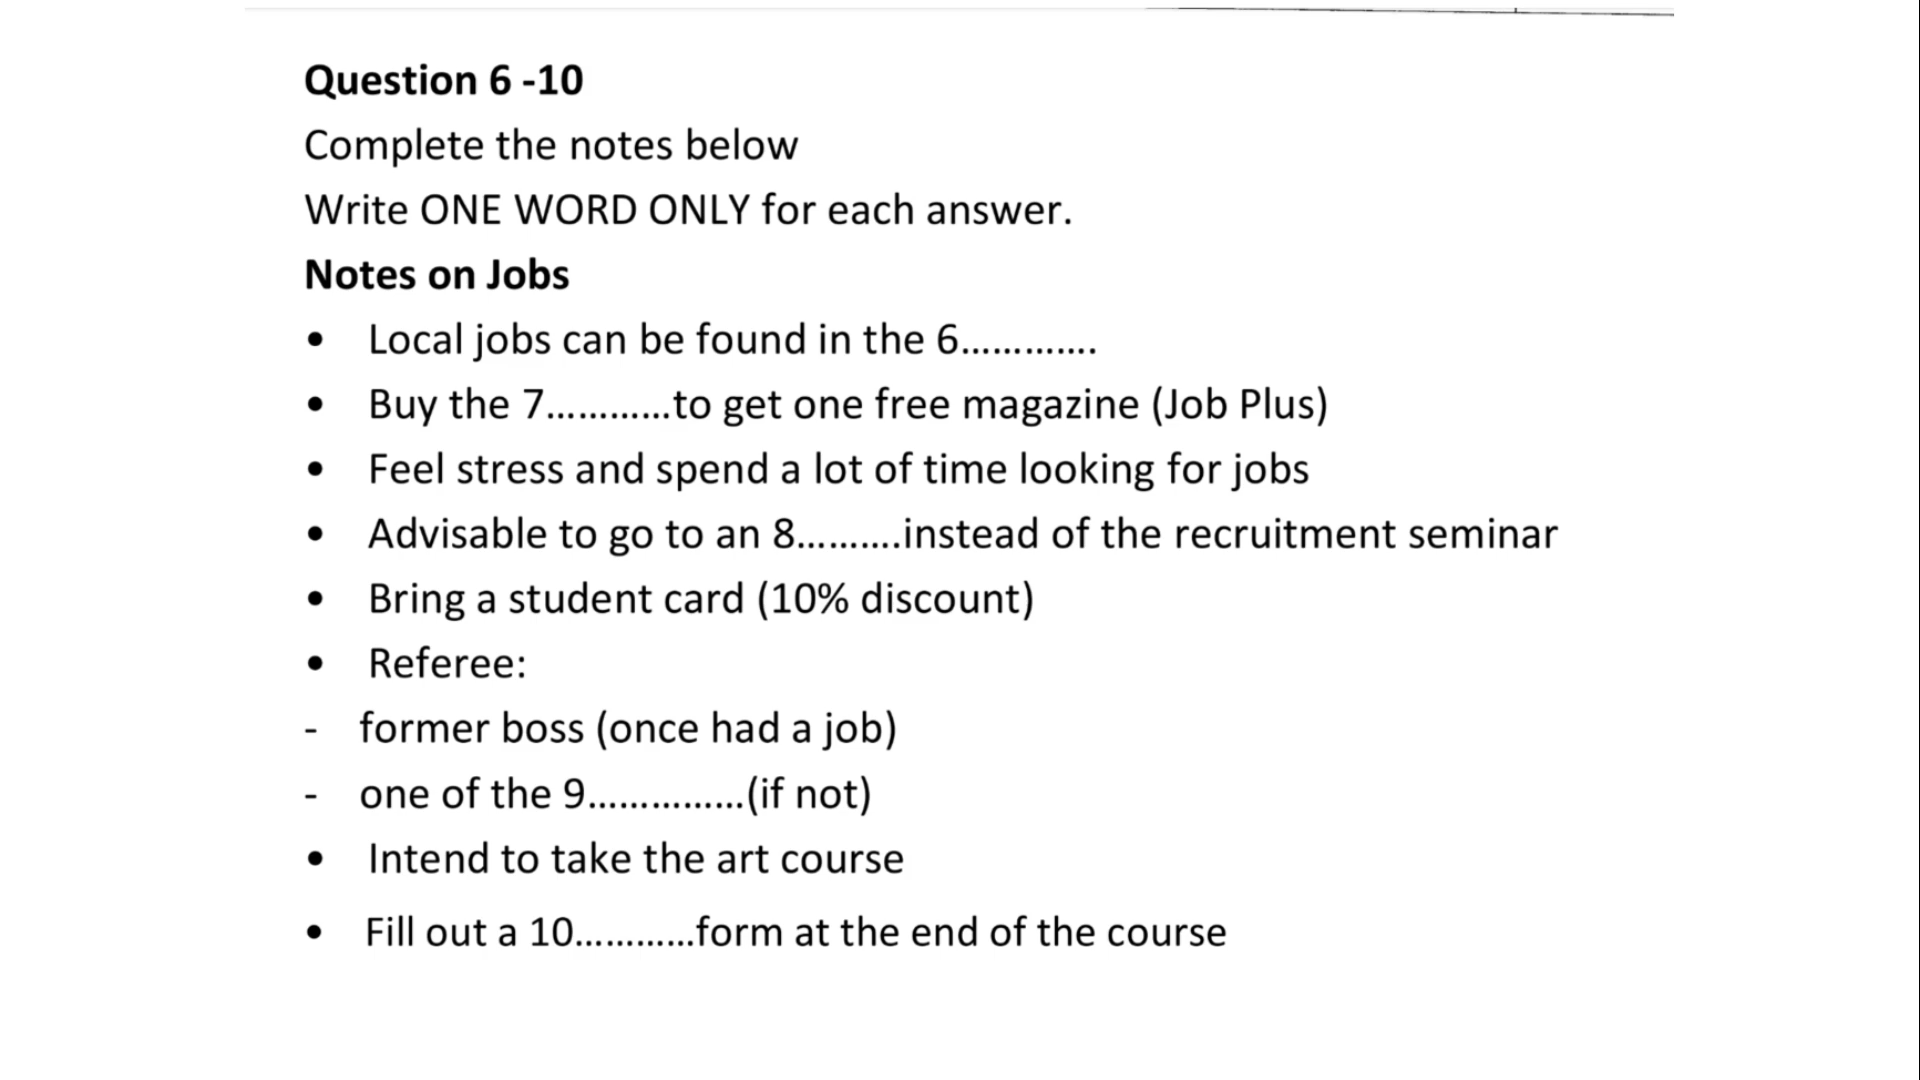 Question 6 -10
Complete the notes below
Write ONE WORD ONLY for each answer.
Notes on Jobs
• Local jobs can be found in the 6………….
• Buy the 7…………to get one free magazine (Job Plus)
• Feel stress and spend a lot of time looking for jobs
• Advisable to go to an 8……….instead of the recruitment seminar
• Bring a student card (10% discount)
• Referee:
- former boss (once had a job)
- one of the 9……………(if not)
• Intend to take the art course
• Fill out a 10…………form at the end of the course